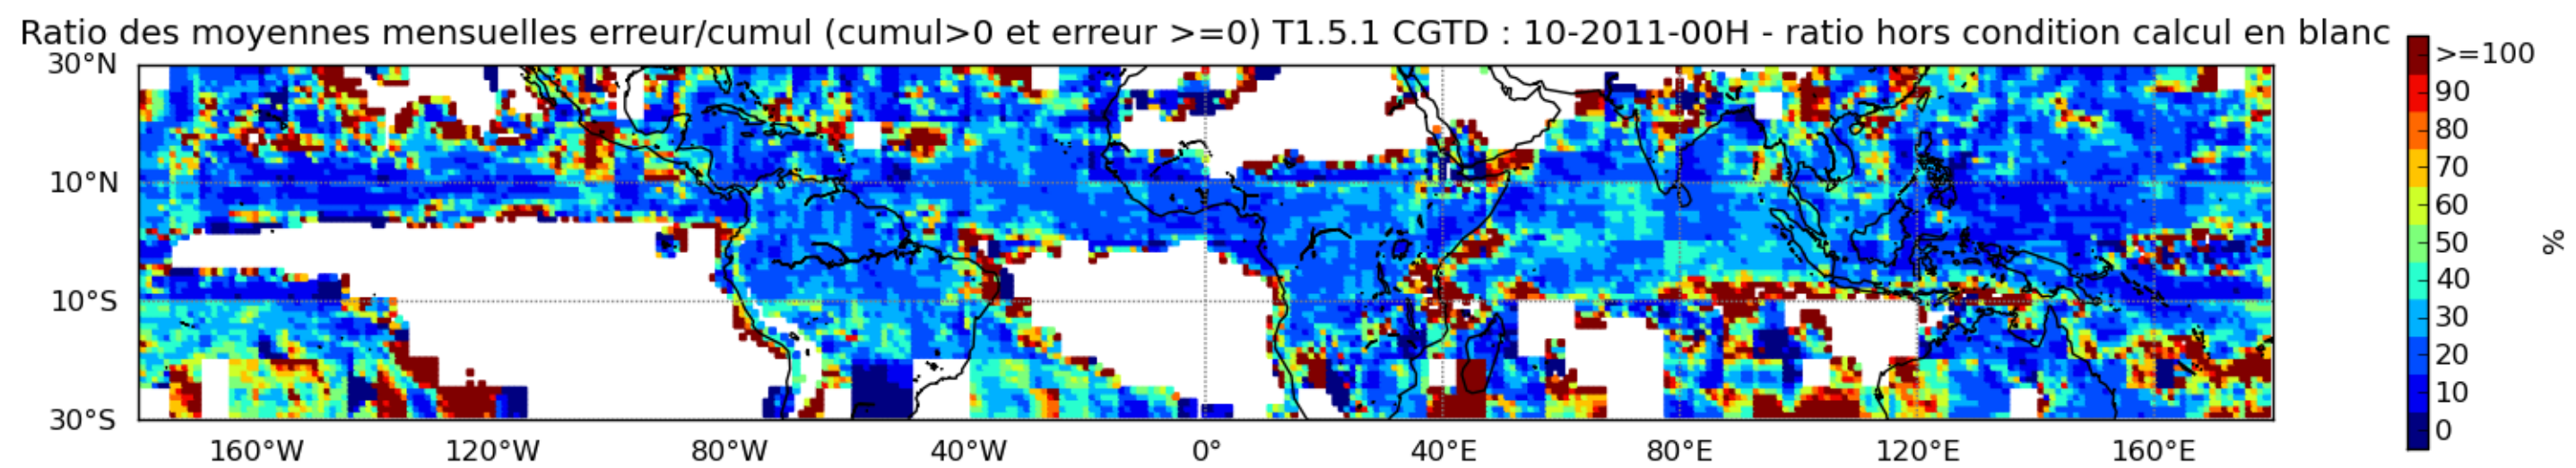 Ratio des moyennes mensuelles erreur/cumul (cumul>0 et erreur >=0) T1.5.1 CGTD : 10-2011-00H - ratio hors condition calcul en blanc
30°N
10°N
10°S
30°S
160°W 120°W 80°W 40°W 0° 40°E 80°E 120°E 160°E
>=100
90
80
70
60
50
40
30
20
10
0
%